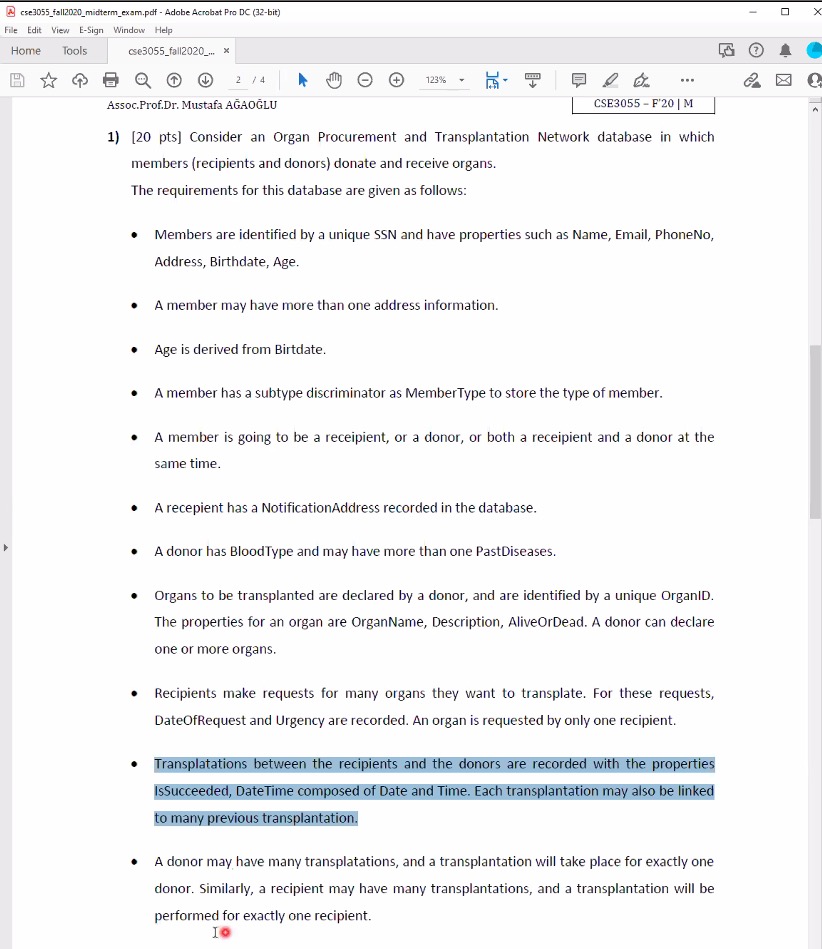 cse3055_fall2020_midterm_exam.pdf - Adobe Acrobat Pro DC (32-bit)
File Edit View E-Sign Window Help
Home Tools cse3055_fall2020_... ×
2 / 4 123%
Assoc.Prof.Dr. Mustafa AĞAOĞLU CSE3055 – F'20 | M
1) [20 pts] Consider an Organ Procurement and Transplantation Network database in which
members (recipients and donors) donate and receive organs.
The requirements for this database are given as follows:
• Members are identified by a unique SSN and have properties such as Name, Email, PhoneNo,
Address, Birthdate, Age.
• A member may have more than one address information.
• Age is derived from Birtdate.
• A member has a subtype discriminator as MemberType to store the type of member.
• A member is going to be a receipient, or a donor, or both a receipient and a donor at the
same time.
• A recepient has a NotificationAddress recorded in the database.
• A donor has BloodType and may have more than one PastDiseases.
• Organs to be transplanted are declared by a donor, and are identified by a unique OrganID.
The properties for an organ are OrganName, Description, AliveOrDead. A donor can declare
one or more organs.
• Recipients make requests for many organs they want to transplate. For these requests,
DateOfRequest and Urgency are recorded. An organ is requested by only one recipient.
• Transplatations between the recipients and the donors are recorded with the properties
IsSucceeded, DateTime composed of Date and Time. Each transplantation may also be linked
to many previous transplantation.
• A donor may have many transplatations, and a transplantation will take place for exactly one
donor. Similarly, a recipient may have many transplantations, and a transplantation will be
performed for exactly one recipient.